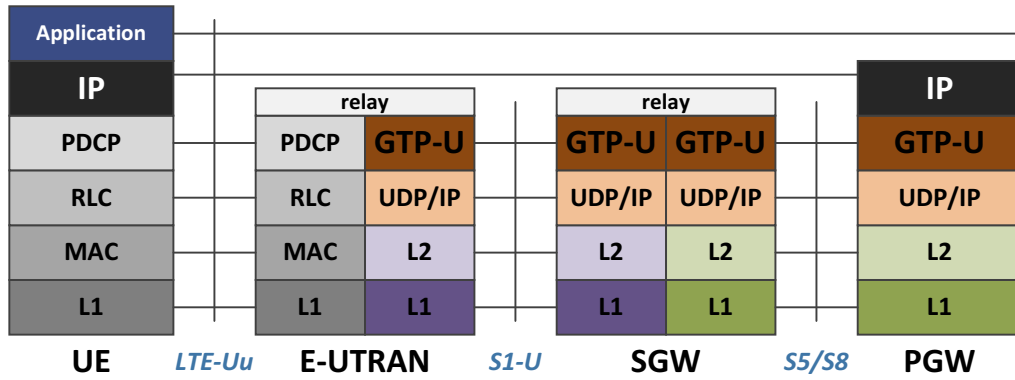 Application
IP IP
relay relay
PDCP PDCP GTP-U GTP-U GTP-U GTP-U
RLC RLC UDP/IP UDP/IP UDP/IP UDP/IP
MAC MAC L2 L2 L2 L2
L1 L1 L1 L1 L1 L1
UE LTE-Uu E-UTRAN S1-U SGW S5/S8 PGW